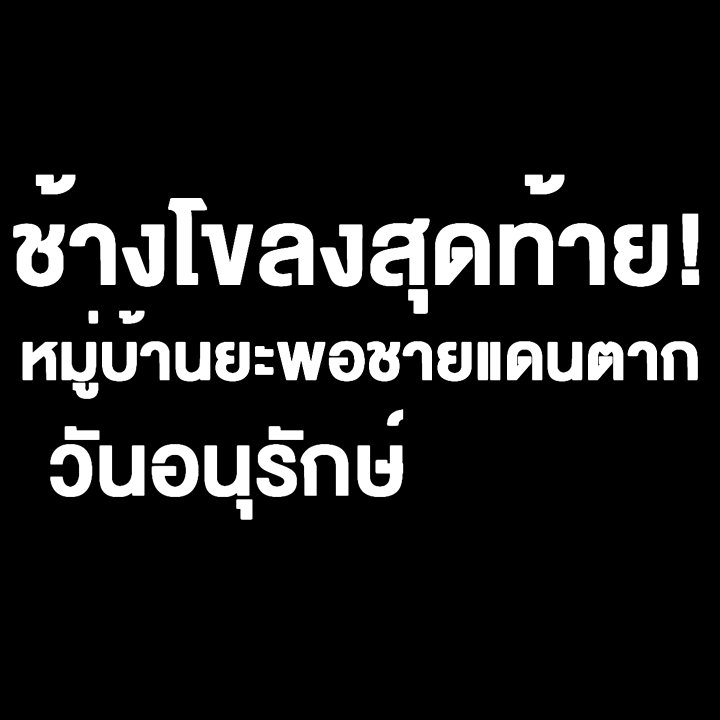 ช้างโขลงสุดท้าย!
หมู่บ้านยะพอชายแดนตาก
วันอนุรักษ์